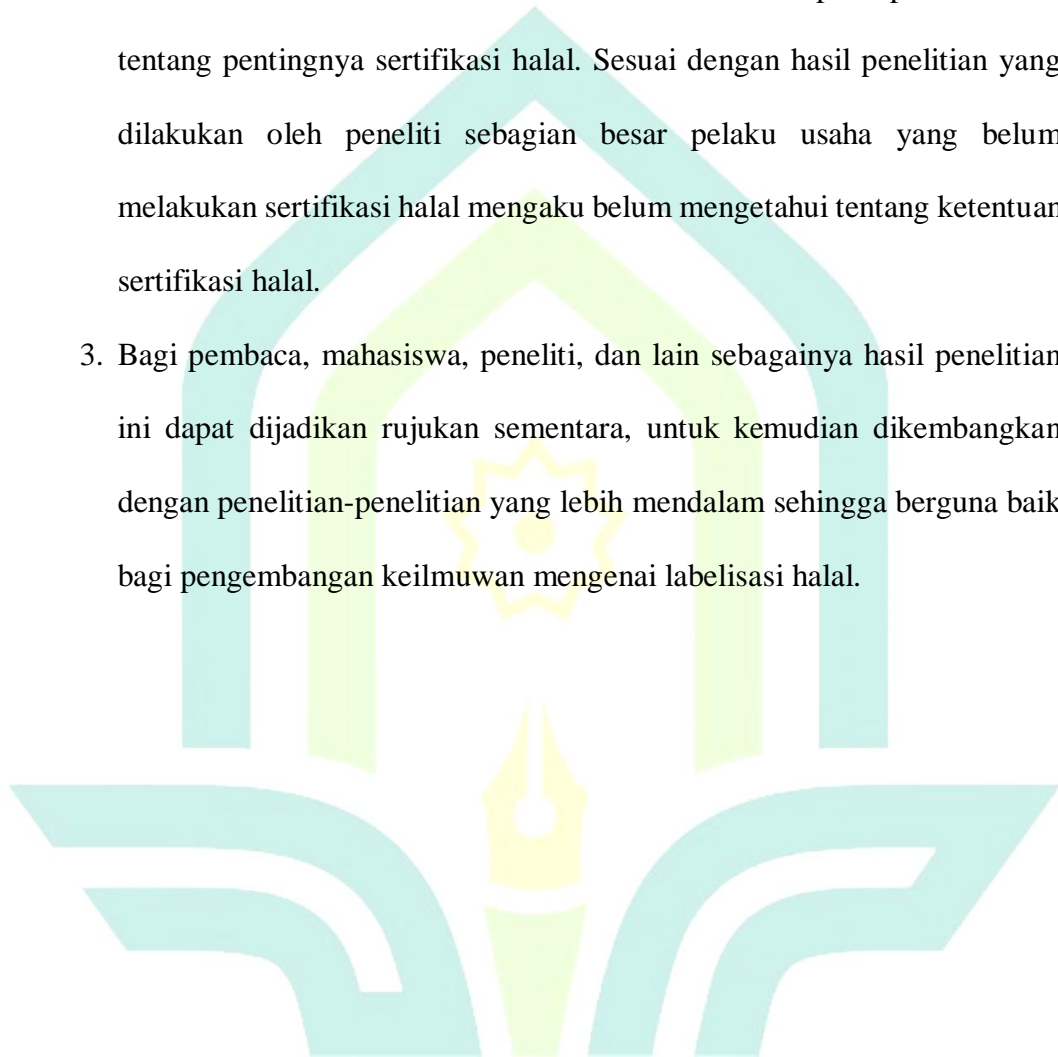 tentang pentingnya sertifikasi halal. Sesuai dengan hasil penelitian yang
dilakukan oleh peneliti sebagian besar pelaku usaha yang belum
melakukan sertifikasi halal mengaku belum mengetahui tentang ketentuan
sertifikasi halal.
3. Bagi pembaca, mahasiswa, peneliti, dan lain sebagainya hasil penelitian
ini dapat dijadikan rujukan sementara, untuk kemudian dikembangkan
dengan penelitian-penelitian yang lebih mendalam sehingga berguna baik
bagi pengembangan keilmuwan mengenai labelisasi halal.